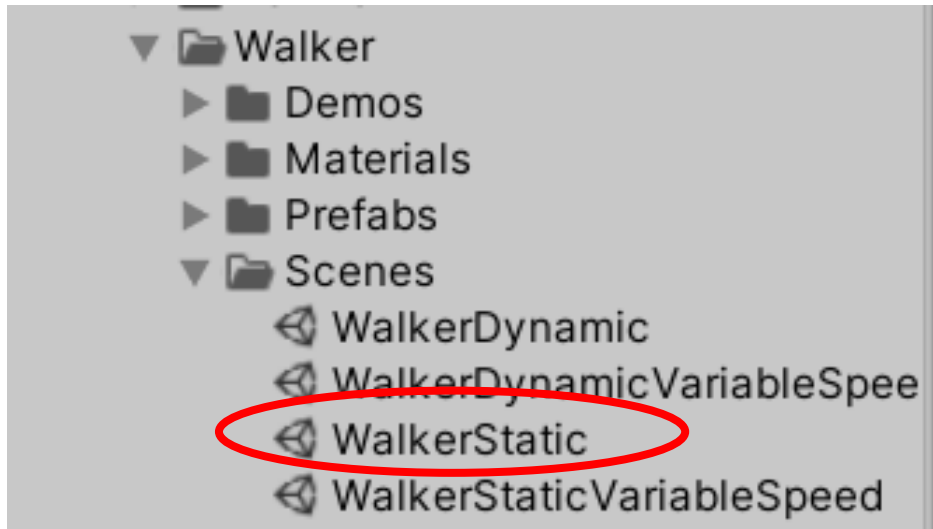 Walker
Demos
Materials
Prefabs
Scenes
WalkerDynamic
WalkerDynamicVariableSpee
WalkerStatic
WalkerStaticVariableSpeed